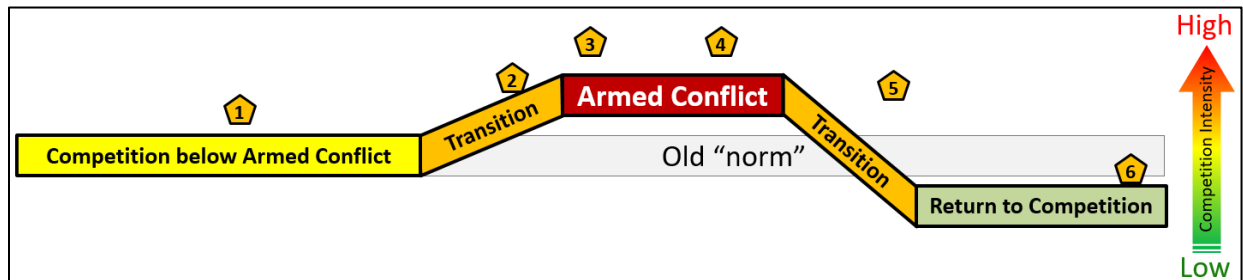 High
3
4
2
5
1
Armed Conflict
Transition
Competition below Armed Conflict
Old “norm”
Transition
6
Return to Competition
Competition Intensity
Low